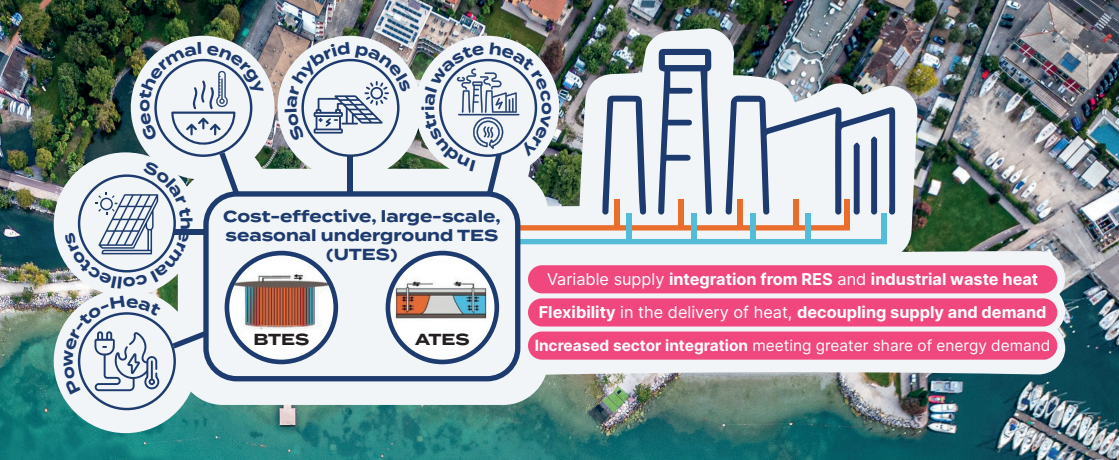 Geothermal energy
Solar hybrid panels
Industrial waste heat recovery
Solar thermal collectors
Power-to-Heat
Cost-effective, large-scale,
seasonal underground TES
(UTES)
BTES
ATES
Variable supply integration from RES and industrial waste heat
Flexibility in the delivery of heat, decoupling supply and demand
Increased sector integration meeting greater share of energy demand